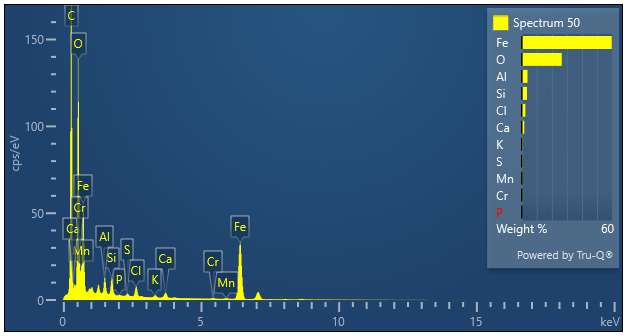 C
O
150
100
50
0
cps/eV
Fe
Cr
Ca
Mn
Al
Si
P
S
Cl
K
Ca
Cr
Mn
Fe
0
5
10
15
keV
Spectrum 50
Fe
O
Al
Si
Cl
Ca
K
S
Mn
Cr
P
Weight % 60
Powered by Tru-Q®